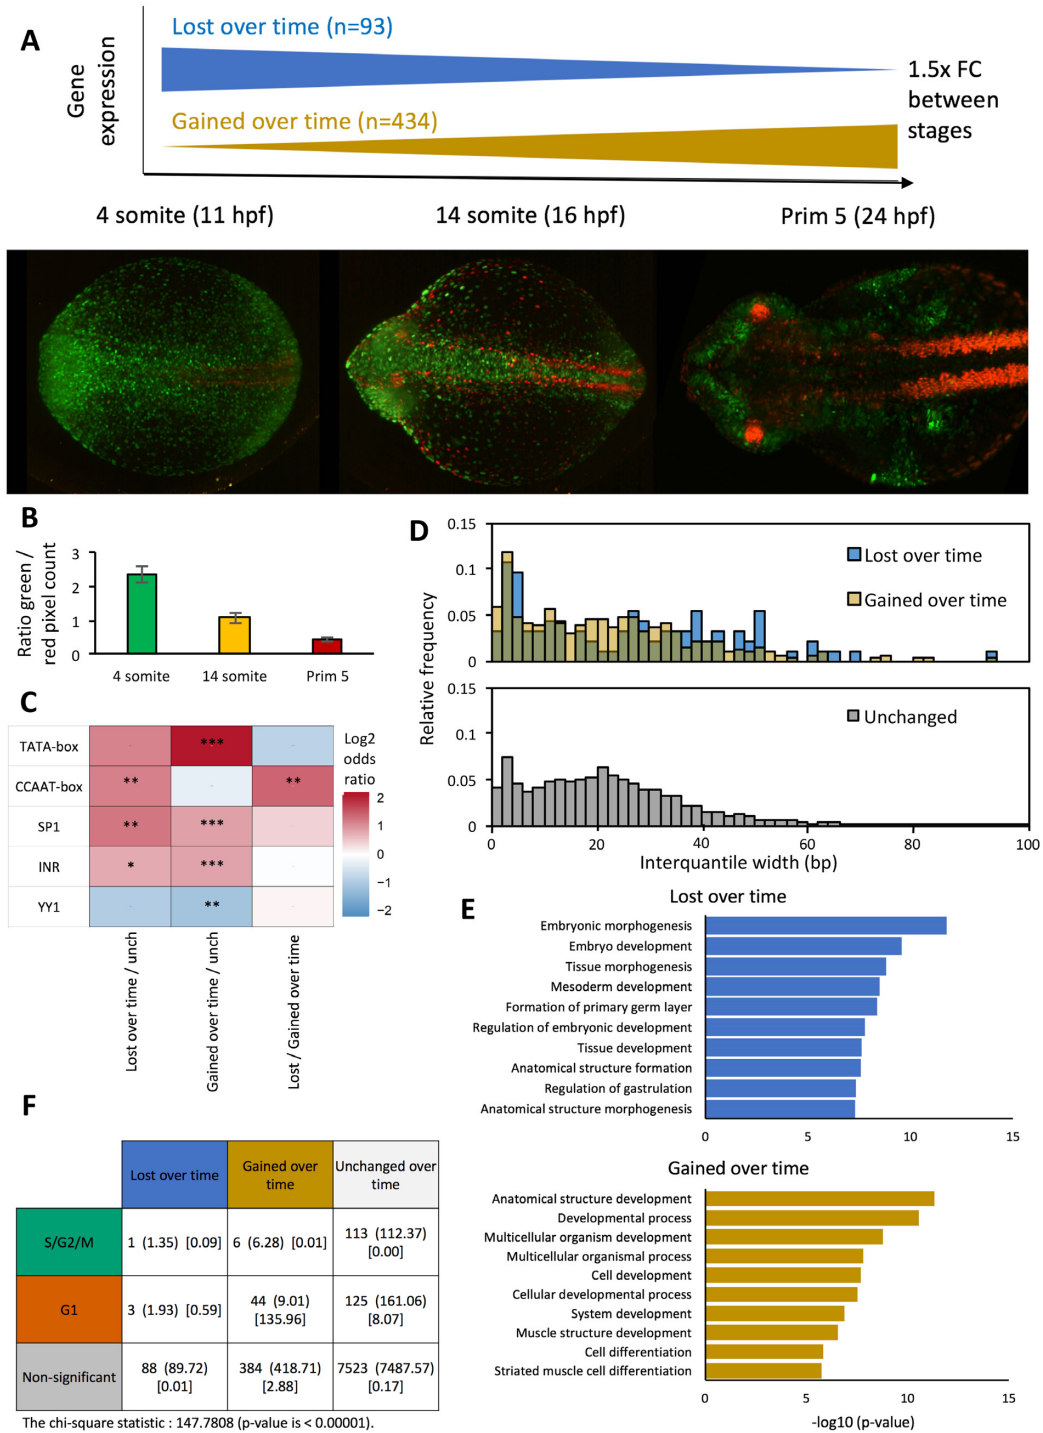 A
Lost over time (n=93)
Gene
expression
Gained over time (n=434)
1.5x FC
between
stages
4 somite (11 hpf)
14 somite (16 hpf)
Prim 5 (24 hpf)
B
Ratio green /
red pixel count
3
2
1
0
4 somite
14 somite
Prim 5
C
TATA-box
CCAAT-box
SP1
INR
YY1
- *** -
** - **
** ***
* *** -
- ** -
Log2
odds
ratio
2
1
0
−1
−2
Lost over time / unch
Gained over time / unch
Lost / Gained over time
D
Relative frequency
0.15
0.1
0.05
0
Lost over time
Gained over time
0.15
0.1
0.05
0
Unchanged
0 20 40 60 80 100
Interquantile width (bp)
E
Lost over time
Embryonic morphogenesis
Embryo development
Tissue morphogenesis
Mesoderm development
Formation of primary germ layer
Regulation of embryonic development
Tissue development
Anatomical structure formation
Regulation of gastrulation
Anatomical structure morphogenesis
0 5 10 15
Gained over time
Anatomical structure development
Developmental process
Multicellular organism development
Multicellular organismal process
Cell development
Cellular developmental process
System development
Muscle structure development
Cell differentiation
Striated muscle cell differentiation
0 5 10 15
-log10 (p-value)
F
Lost over time
Gained over
time
Unchanged over
time
S/G2/M
1 (1.35) [0.09]
6 (6.28) [0.01]
113 (112.37)
[0.00]
G1
3 (1.93) [0.59]
44 (9.01)
[135.96]
125 (161.06)
[8.07]
Non-significant
88 (89.72)
[0.01]
384 (418.71)
[2.88]
7523 (7487.57)
[0.17]
The chi-square statistic : 147.7808 (p-value is < 0.00001).